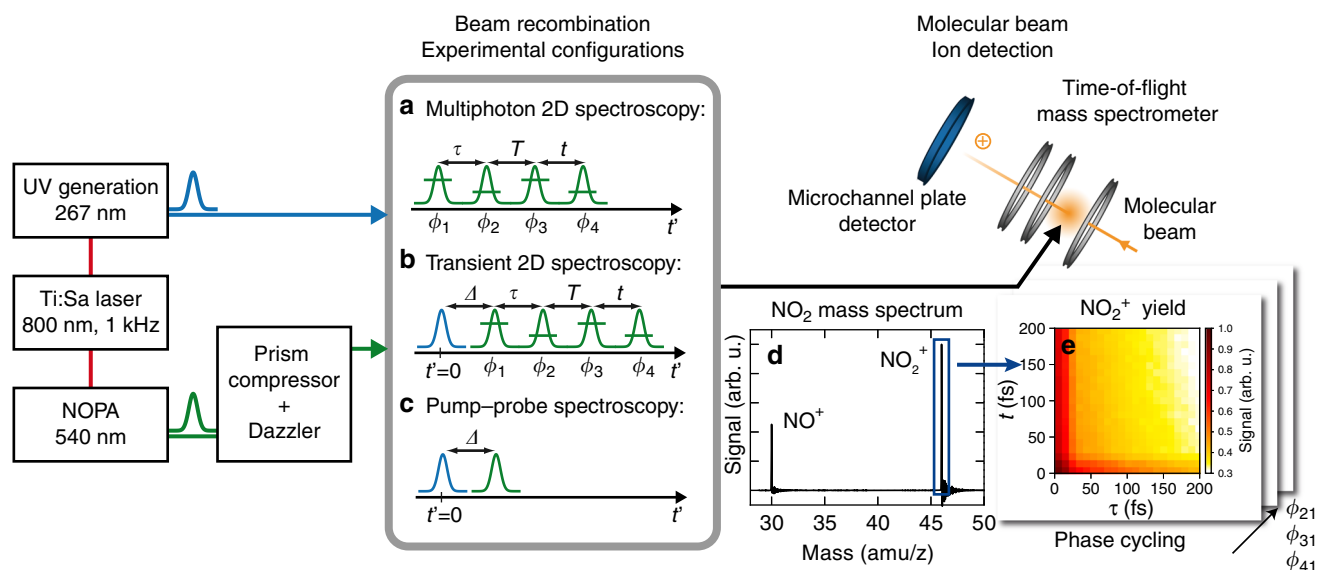 Beam recombination
Experimental configurations
Molecular beam
Ion detection
UV generation
267 nm
Ti:Sa laser
800 nm, 1 kHz
NOPA
540 nm
Prism
compressor
+
Dazzler
a Multiphoton 2D spectroscopy:
τ T t
ϕ1 ϕ2 ϕ3 ϕ4 t'
b Transient 2D spectroscopy:
Δ τ T t
t'=0 ϕ1 ϕ2 ϕ3 ϕ4 t'
c Pump–probe spectroscopy:
Δ
t'=0 t'
Time-of-flight
mass spectrometer
⊕
Microchannel plate
detector
Molecular
beam
NO2 mass spectrum
d
NO2+
NO+
Signal (arb. u.)
30 35 40 45 50
Mass (amu/z)
NO2+ yield
e
200
150
100
50
0
t (fs)
0 50 100 150 200
τ (fs)
1.0
0.9
0.8
0.7
0.6
0.5
0.4
0.3
Signal (arb. u.)
Phase cycling
ϕ21
ϕ31
ϕ41